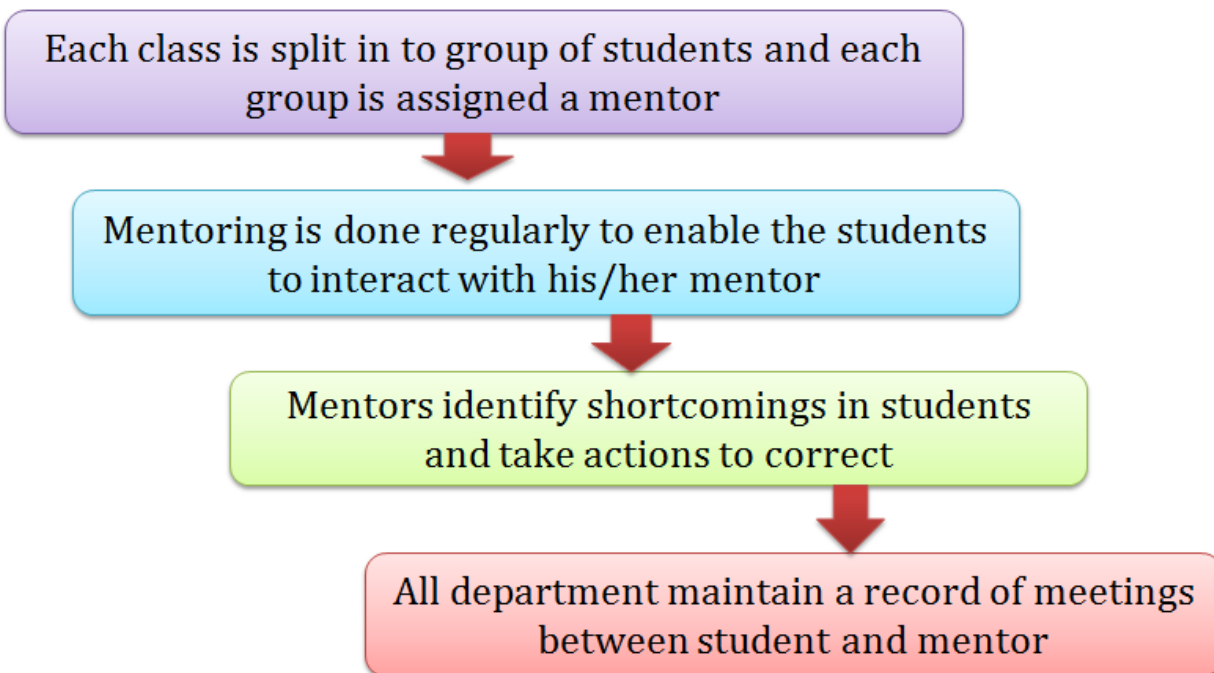 Each class is split in to group of students and each
group is assigned a mentor
Mentoring is done regularly to enable the students
to interact with his/her mentor
Mentors identify shortcomings in students
and take actions to correct
All department maintain a record of meetings
between student and mentor